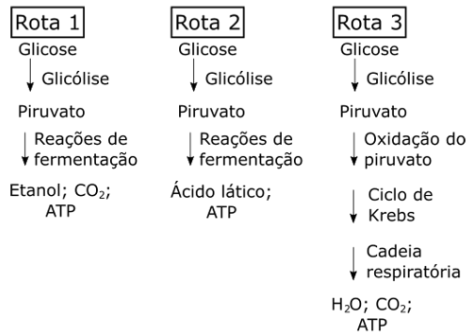 Rota 1
Glicose
Glicólise
Piruvato
Reações de
fermentação
Etanol; CO₂;
ATP
Rota 2
Glicose
Glicólise
Piruvato
Reações de
fermentação
Ácido lático;
ATP
Rota 3
Glicose
Glicólise
Piruvato
Oxidação do
piruvato
Ciclo de
Krebs
Cadeia
respiratória
H₂O; CO₂;
ATP